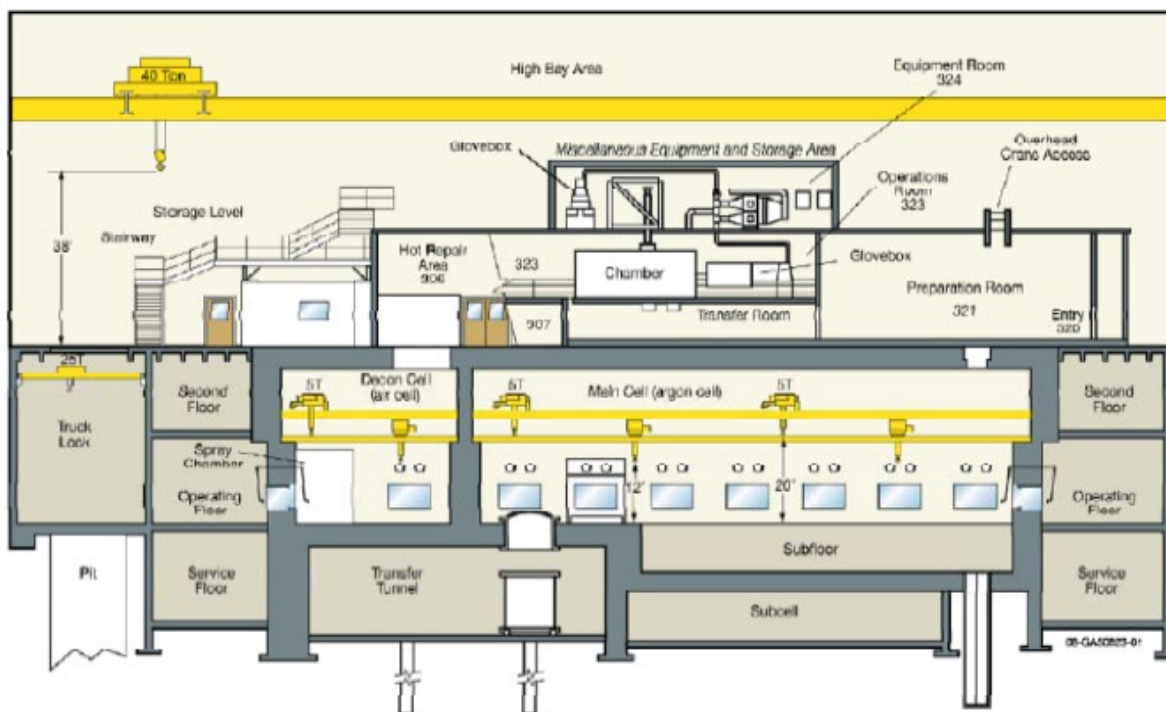 High Bay Area
Equipment Room
324
40 Ton
Glovebox
Miscellaneous Equipment and Storage Area
Overhead
Crane Access
Operations
Room
323
Storage Level
Stairway
38'
Hot Repair
Area
906
323
Chamber
Glovebox
Preparation Room
321
907
Transfer Room
Entry
320
25T
Truck
Lock
Second
Floor
5T
Decon Cell
(air cell)
5T
Main Cell (argon cell)
5T
Second
Floor
Spray
Chamber
Operating
Floor
12'
20'
Operating
Floor
Pit
Service
Floor
Transfer
Tunnel
Subfloor
Subcell
Service
Floor